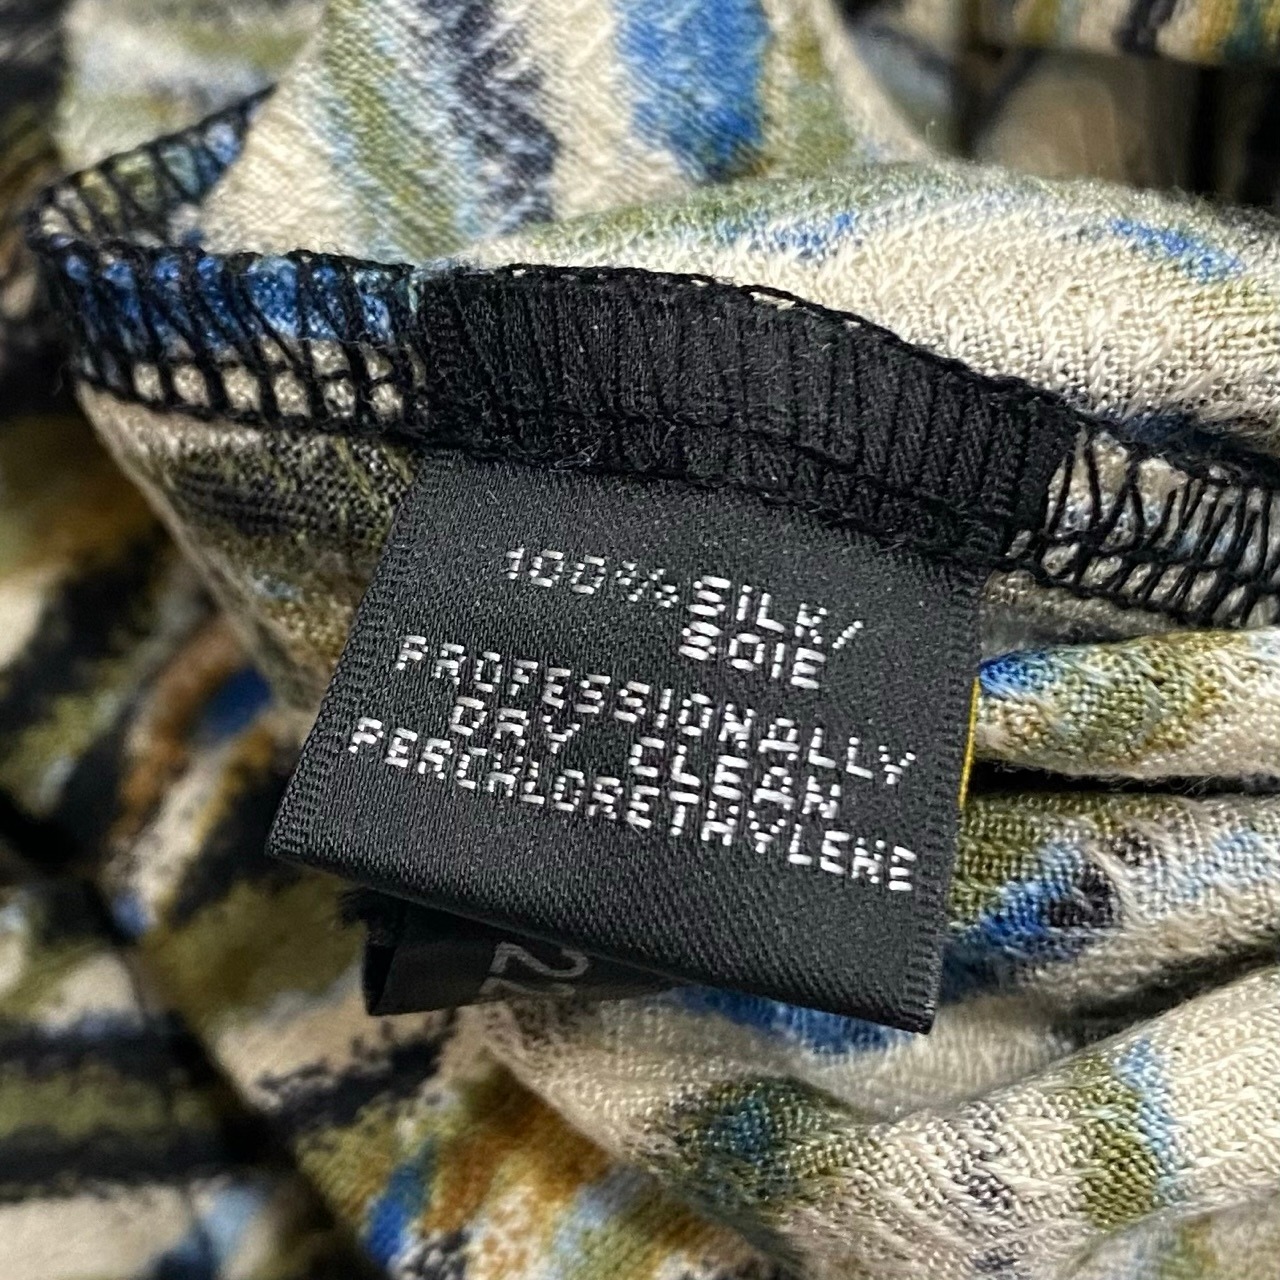 100% SILK/
SOIE
PROFESSIONALLY
DRY CLEAN
PERCHLORETHYLENE